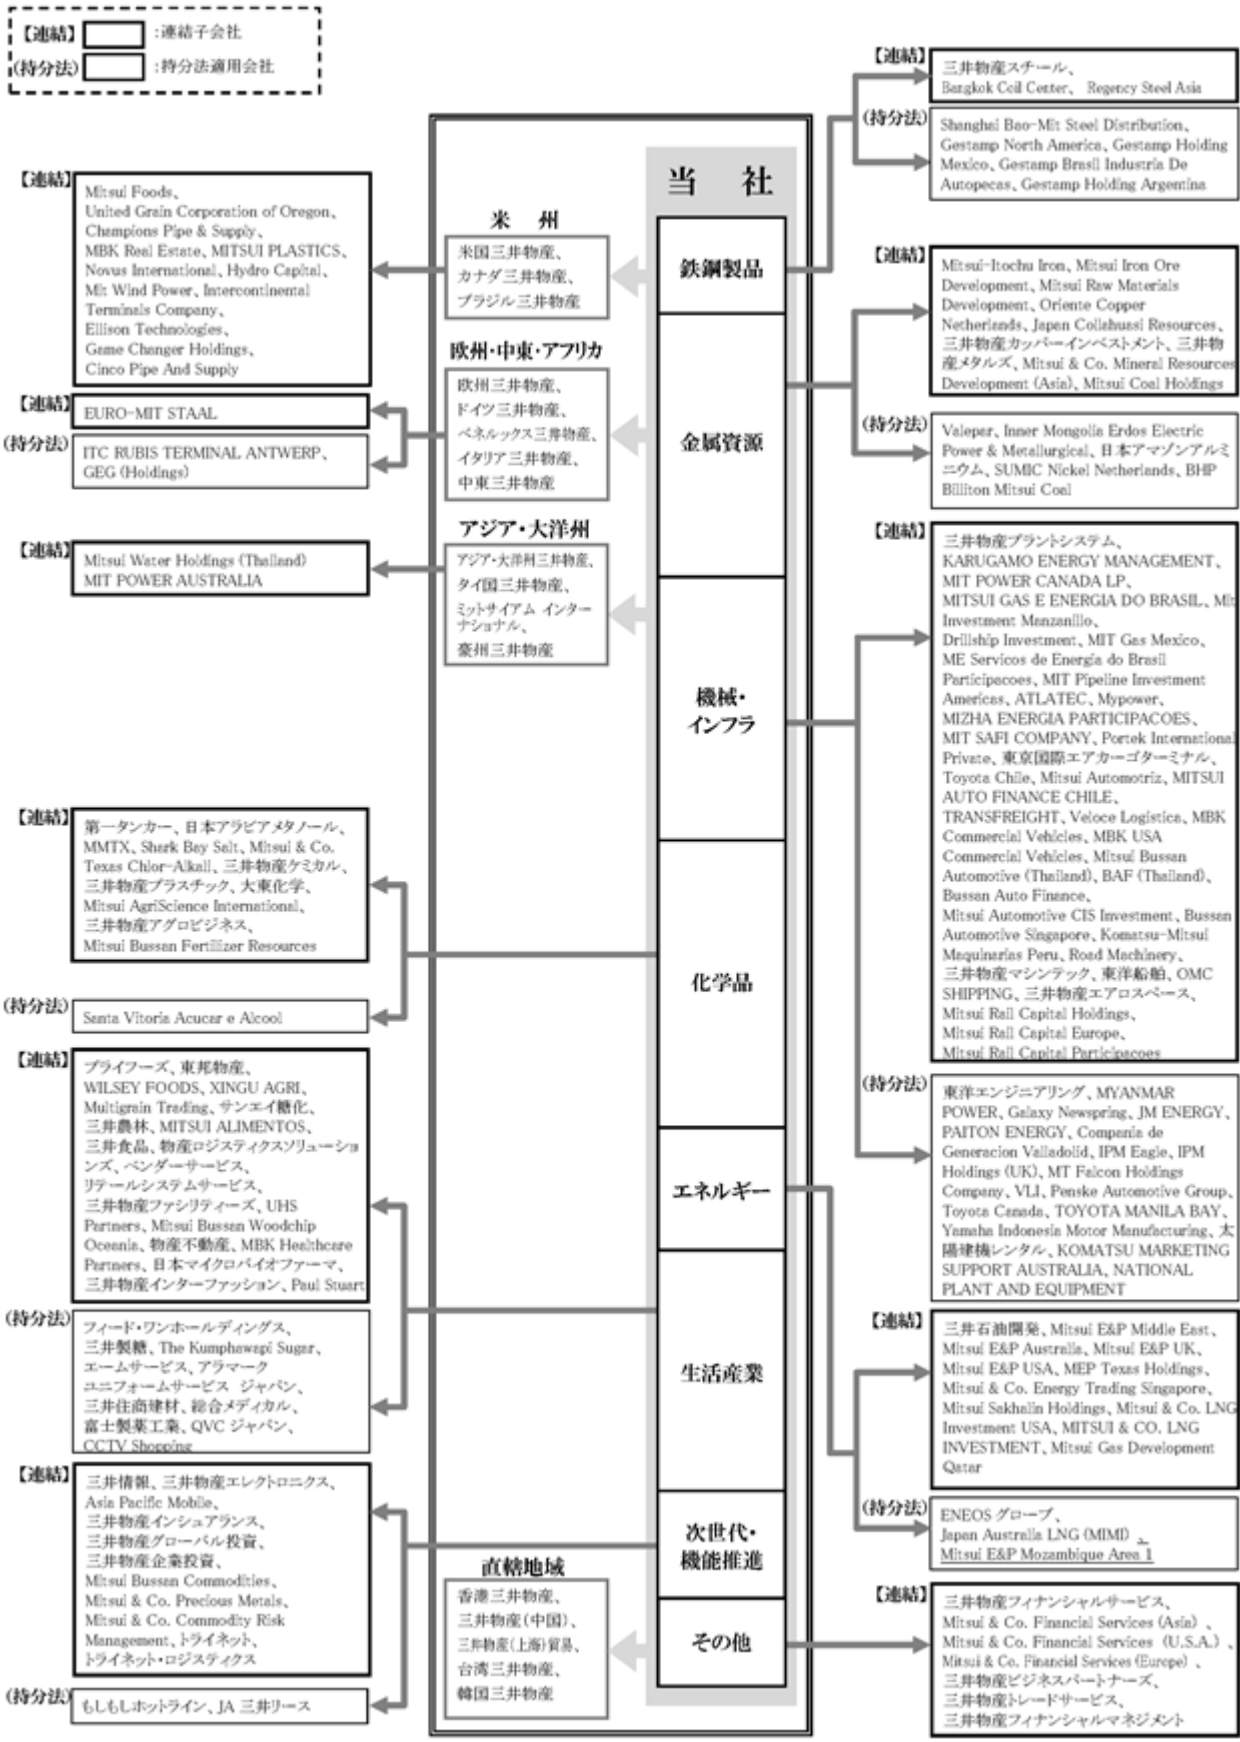 【連結】 :連結子会社
(持分法) :持分法適用会社
当 社
鉄鋼製品
金属資源
機械・
インフラ
化学品
エネルギー
生活産業
次世代・
機能推進
その他
米 州
米国三井物産、
カナダ三井物産、
ブラジル三井物産
欧州・中東・アフリカ
欧州三井物産、
ドイツ三井物産、
ベネルックス三井物産、
イタリア三井物産、
中東三井物産
アジア・大洋州
アジア・大洋州三井物産、
タイ国三井物産、
ミットサイアム インター
ナショナル、
豪州三井物産
直轄地域
香港三井物産、
三井物産(中国)、
三井物産(上海)貿易、
台湾三井物産、
韓国三井物産
【連結】
Mitsui Foods、
United Grain Corporation of Oregon、
Champions Pipe & Supply、
MBK Real Estate、MITSUI PLASTICS、
Novus International、Hydro Capital、
Mit Wind Power、Intercontinental
Terminals Company、
Ellison Technologies、
Game Changer Holdings、
Cinco Pipe And Supply
【連結】
EURO-MIT STAAL
(持分法)
ITC RUBIS TERMINAL ANTWERP、
GEG (Holdings)
【連結】
Mitsui Water Holdings (Thailand)
MIT POWER AUSTRALIA
【連結】
第一タンカー、日本アラビアメタノール、
MMTX、Shark Bay Salt、Mitsui & Co.
Texas Chlor-Alkali、三井物産ケミカル、
三井物産プラスチック、大東化学、
Mitsui AgriScience International、
三井物産アグロビジネス、
Mitsui Bussan Fertilizer Resources
(持分法)
Santa Vitoria Acucar e Alcool
【連結】
プライフーズ、東邦物産、
WILSEY FOODS、XINGU AGRI、
Multigrain Trading、サンエイ糖化、
三井農林、MITSUI ALIMENTOS、
三井食品、物産ロジスティクスソリューショ
ンズ、ベンダーサービス、
リテールシステムサービス、
三井物産ファシリティーズ、UHS
Partners、Mitsui Bussan Woodchip
Oceania、物産不動産、MBK Healthcare
Partners、日本マイクロバイオファーマ、
三井物産インターファッション、Paul Stuart
(持分法)
フィード・ワンホールディングス、
三井製糖、The Kumphawapi Sugar、
エームサービス、アラマーク
ユニフォームサービス ジャパン、
三井住商建材、総合メディカル、
富士製薬工業、QVC ジャパン、
CCTV Shopping
【連結】
三井情報、三井物産エレクトロニクス、
Asia Pacific Mobile、
三井物産インシュアランス、
三井物産グローバル投資、
三井物産企業投資、
Mitsui Bussan Commodities、
Mitsui & Co. Precious Metals、
Mitsui & Co. Commodity Risk
Management、トライネット、
トライネット・ロジスティクス
(持分法)
もしもしホットライン、JA 三井リース
【連結】
三井物産スチール、
Bangkok Coil Center、 Regency Steel Asia
(持分法)
Shanghai Bao-Mit Steel Distribution、
Gestamp North America、Gestamp Holding
Mexico、Gestamp Brasil Industria De
Autopecas、Gestamp Holding Argentina
【連結】
Mitsui-Itochu Iron、Mitsui Iron Ore
Development、Mitsui Raw Materials
Development、Oriente Copper
Netherlands、Japan Collahuasi Resources、
三井物産カッパーインベストメント、三井物
産メタルズ、Mitsui & Co. Mineral Resources
Development (Asia)、Mitsui Coal Holdings
(持分法)
Valepar、Inner Mongolia Erdos Electric
Power & Metallurgical、日本アマゾンアルミ
ニウム、SUMIC Nickel Netherlands、BHP
Billiton Mitsui Coal
【連結】
三井物産プラントシステム、
KARUGAMO ENERGY MANAGEMENT、
MIT POWER CANADA LP、
MITSUI GAS E ENERGIA DO BRASIL、Mit
Investment Manzanillo、
Drillship Investment、MIT Gas Mexico、
ME Servicos de Energia do Brasil
Participacoes、MIT Pipeline Investment
Americas、ATLATEC、Mypower、
MIZHA ENERGIA PARTICIPACOES、
MIT SAFI COMPANY、Portek International
Private、東京国際エアカーゴターミナル、
Toyota Chile、Mitsui Automotriz、MITSUI
AUTO FINANCE CHILE、
TRANSFREIGHT、Veloce Logistica、MBK
Commercial Vehicles、MBK USA
Commercial Vehicles、Mitsui Bussan
Automotive (Thailand)、BAF (Thailand)、
Bussan Auto Finance、
Mitsui Automotive CIS Investment、Bussan
Automotive Singapore、Komatsu-Mitsui
Maquinarias Peru、Road Machinery、
三井物産マシンテック、東洋船舶、OMC
SHIPPING、三井物産エアロスペース、
Mitsui Rail Capital Holdings、
Mitsui Rail Capital Europe、
Mitsui Rail Capital Participacoes
(持分法)
東洋エンジニアリング、MYANMAR
POWER、Galaxy Newspring、JM ENERGY、
PAITON ENERGY、Compania de
Generacion Valladolid、IPM Eagle、IPM
Holdings (UK)、MT Falcon Holdings
Company、VLI、Penske Automotive Group、
Toyota Canada、TOYOTA MANILA BAY、
Yamaha Indonesia Motor Manufacturing、太
陽建機レンタル、KOMATSU MARKETING
SUPPORT AUSTRALIA、NATIONAL
PLANT AND EQUIPMENT
【連結】
三井石油開発、Mitsui E&P Middle East、
Mitsui E&P Australia、Mitsui E&P UK、
Mitsui E&P USA、MEP Texas Holdings、
Mitsui & Co. Energy Trading Singapore、
Mitsui Sakhalin Holdings、Mitsui & Co. LNG
Investment USA、MITSUI & CO. LNG
INVESTMENT、Mitsui Gas Development
Qatar
(持分法)
ENEOS グローブ、
Japan Australia LNG (MIMI) 、
Mitsui E&P Mozambique Area 1
【連結】
三井物産フィナンシャルサービス、
Mitsui & Co. Financial Services (Asia) 、
Mitsui & Co. Financial Services (U.S.A.) 、
Mitsui & Co. Financial Services (Europe) 、
三井物産ビジネスパートナーズ、
三井物産トレードサービス、
三井物産フィナンシャルマネジメント